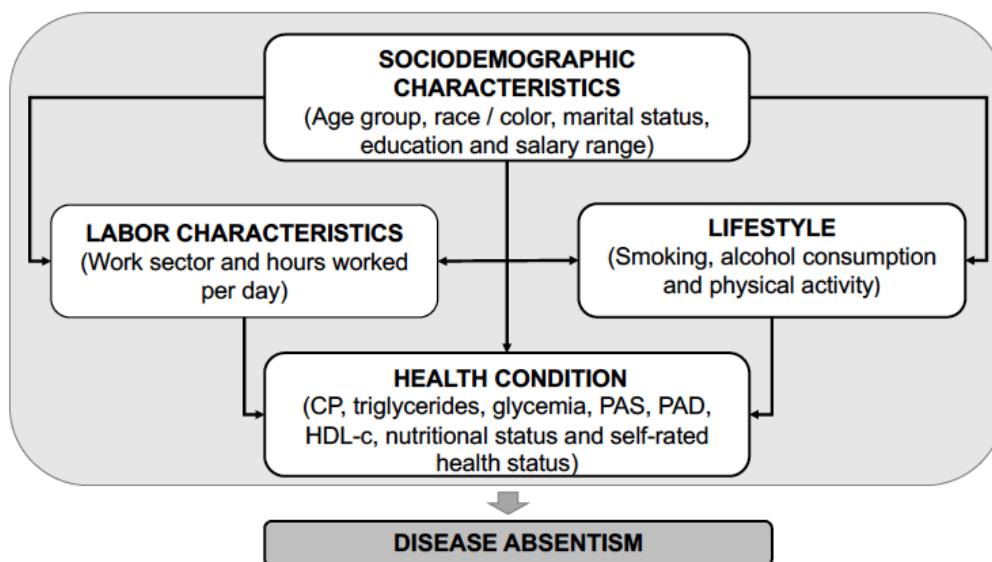 SOCIODEMOGRAPHIC
CHARACTERISTICS
(Age group, race / color, marital status,
education and salary range)
LABOR CHARACTERISTICS
(Work sector and hours worked
per day)
LIFESTYLE
(Smoking, alcohol consumption
and physical activity)
HEALTH CONDITION
(CP, triglycerides, glycemia, PAS, PAD,
HDL-c, nutritional status and self-rated
health status)
DISEASE ABSENTISM